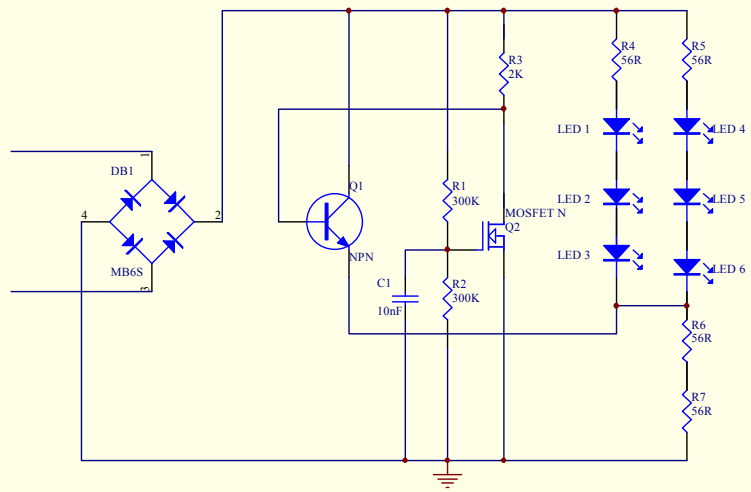 R4
56R
R5
56R
R3
2K
LED 1
LED 4
1
DB1
Q1
R1
300K
LED 2
LED 5
4
2
MOSFET N
Q2
MB6S
NPN
LED 3
LED 6
3
C1
10nF
R2
300K
R6
56R
R7
56R